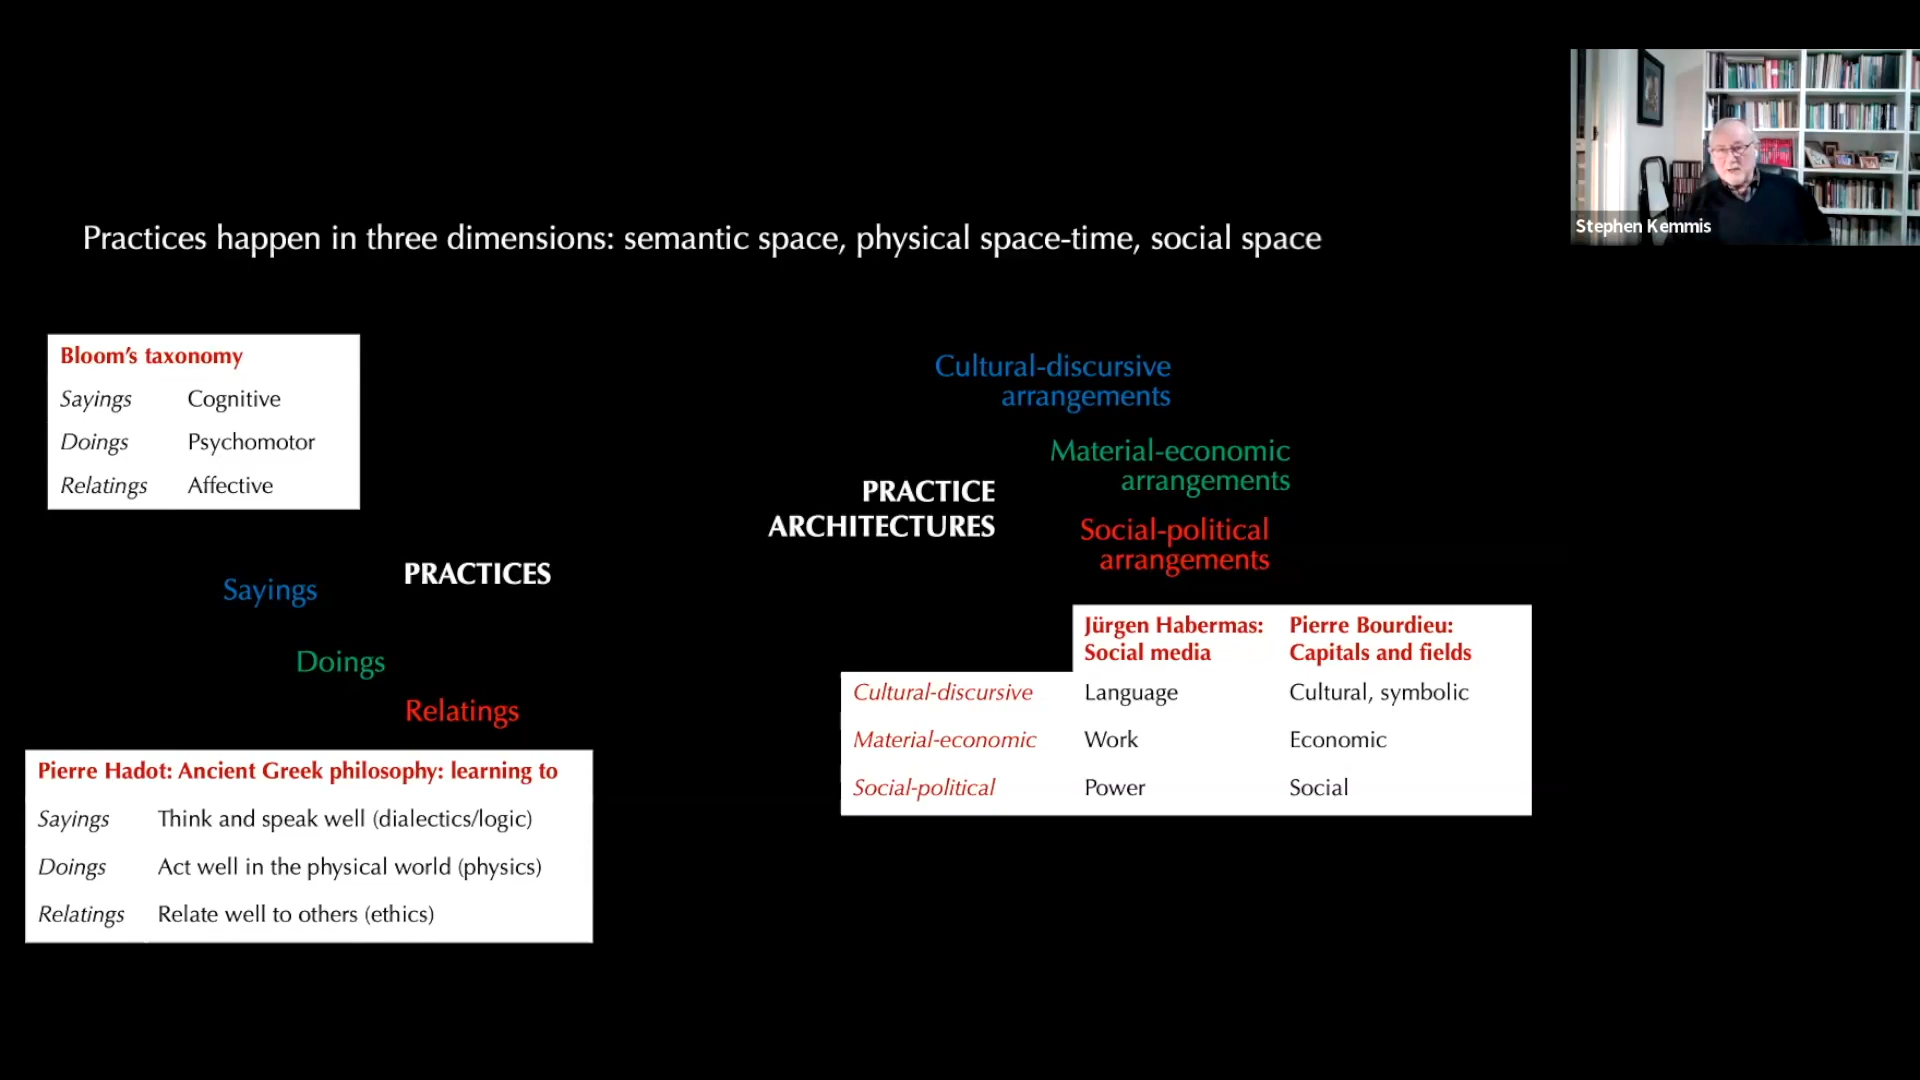 Practices happen in three dimensions: semantic space, physical space-time, social space
Stephen Kemmis
Bloom’s taxonomy
Sayings Cognitive
Doings Psychomotor
Relatings Affective
PRACTICES
Sayings
Doings
Relatings
Pierre Hadot: Ancient Greek philosophy: learning to
Sayings Think and speak well (dialectics/logic)
Doings Act well in the physical world (physics)
Relatings Relate well to others (ethics)
Cultural-discursive
arrangements
Material-economic
arrangements
PRACTICE
ARCHITECTURES
Social-political
arrangements
Jürgen Habermas: Pierre Bourdieu:
Social media Capitals and fields
Cultural-discursive Language Cultural, symbolic
Material-economic Work Economic
Social-political Power Social